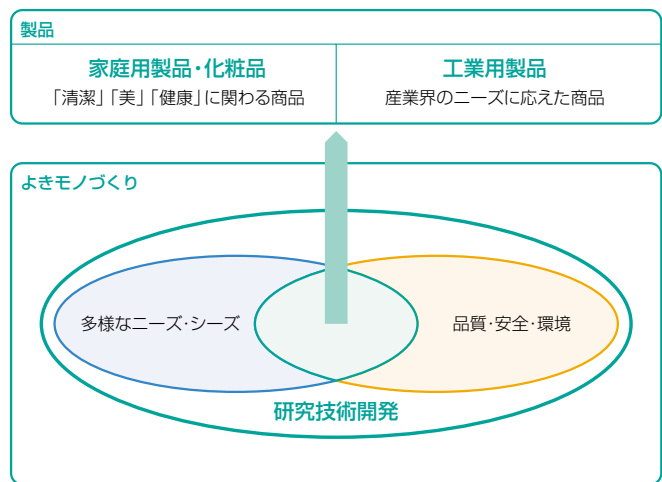 製品
家庭用製品・化粧品
「清潔」「美」「健康」に関わる商品
工業用製品
産業界のニーズに応えた商品
よきモノづくり
多様なニーズ・シーズ
品質・安全・環境
研究技術開発